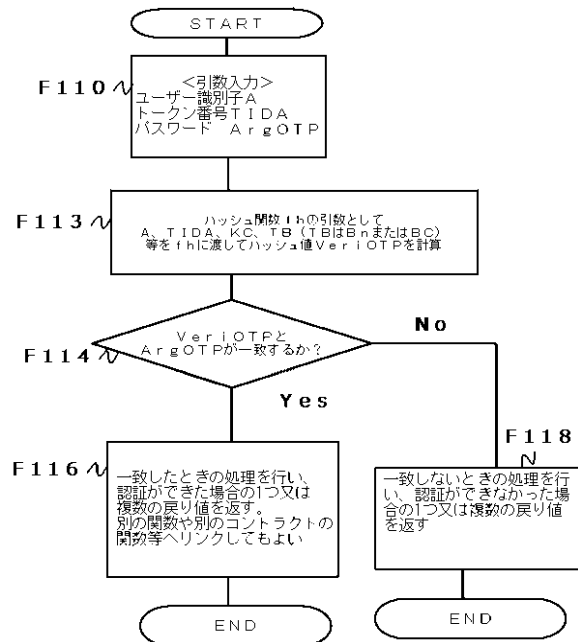 START
F110
＜引数入力＞
ユーザー識別子A
トークン番号TIDA
パスワード　ArgOTP
F113
ハッシュ関数fhの引数として
A、TIDA、KC、TB（TBはBnまたはBC）
等をfhに渡してハッシュ値VeriOTPを計算
F114
VeriOTPと
ArgOTPが一致するか？
No
Yes
F116
一致したときの処理を行い、
認証ができた場合の1つ又は
複数の戻り値を返す。
別の関数や別のコントラクトの
関数等へリンクしてもよい
F118
一致しないときの処理を行
い、認証ができなかった場
合の1つ又は複数の戻り値
を返す
END
END